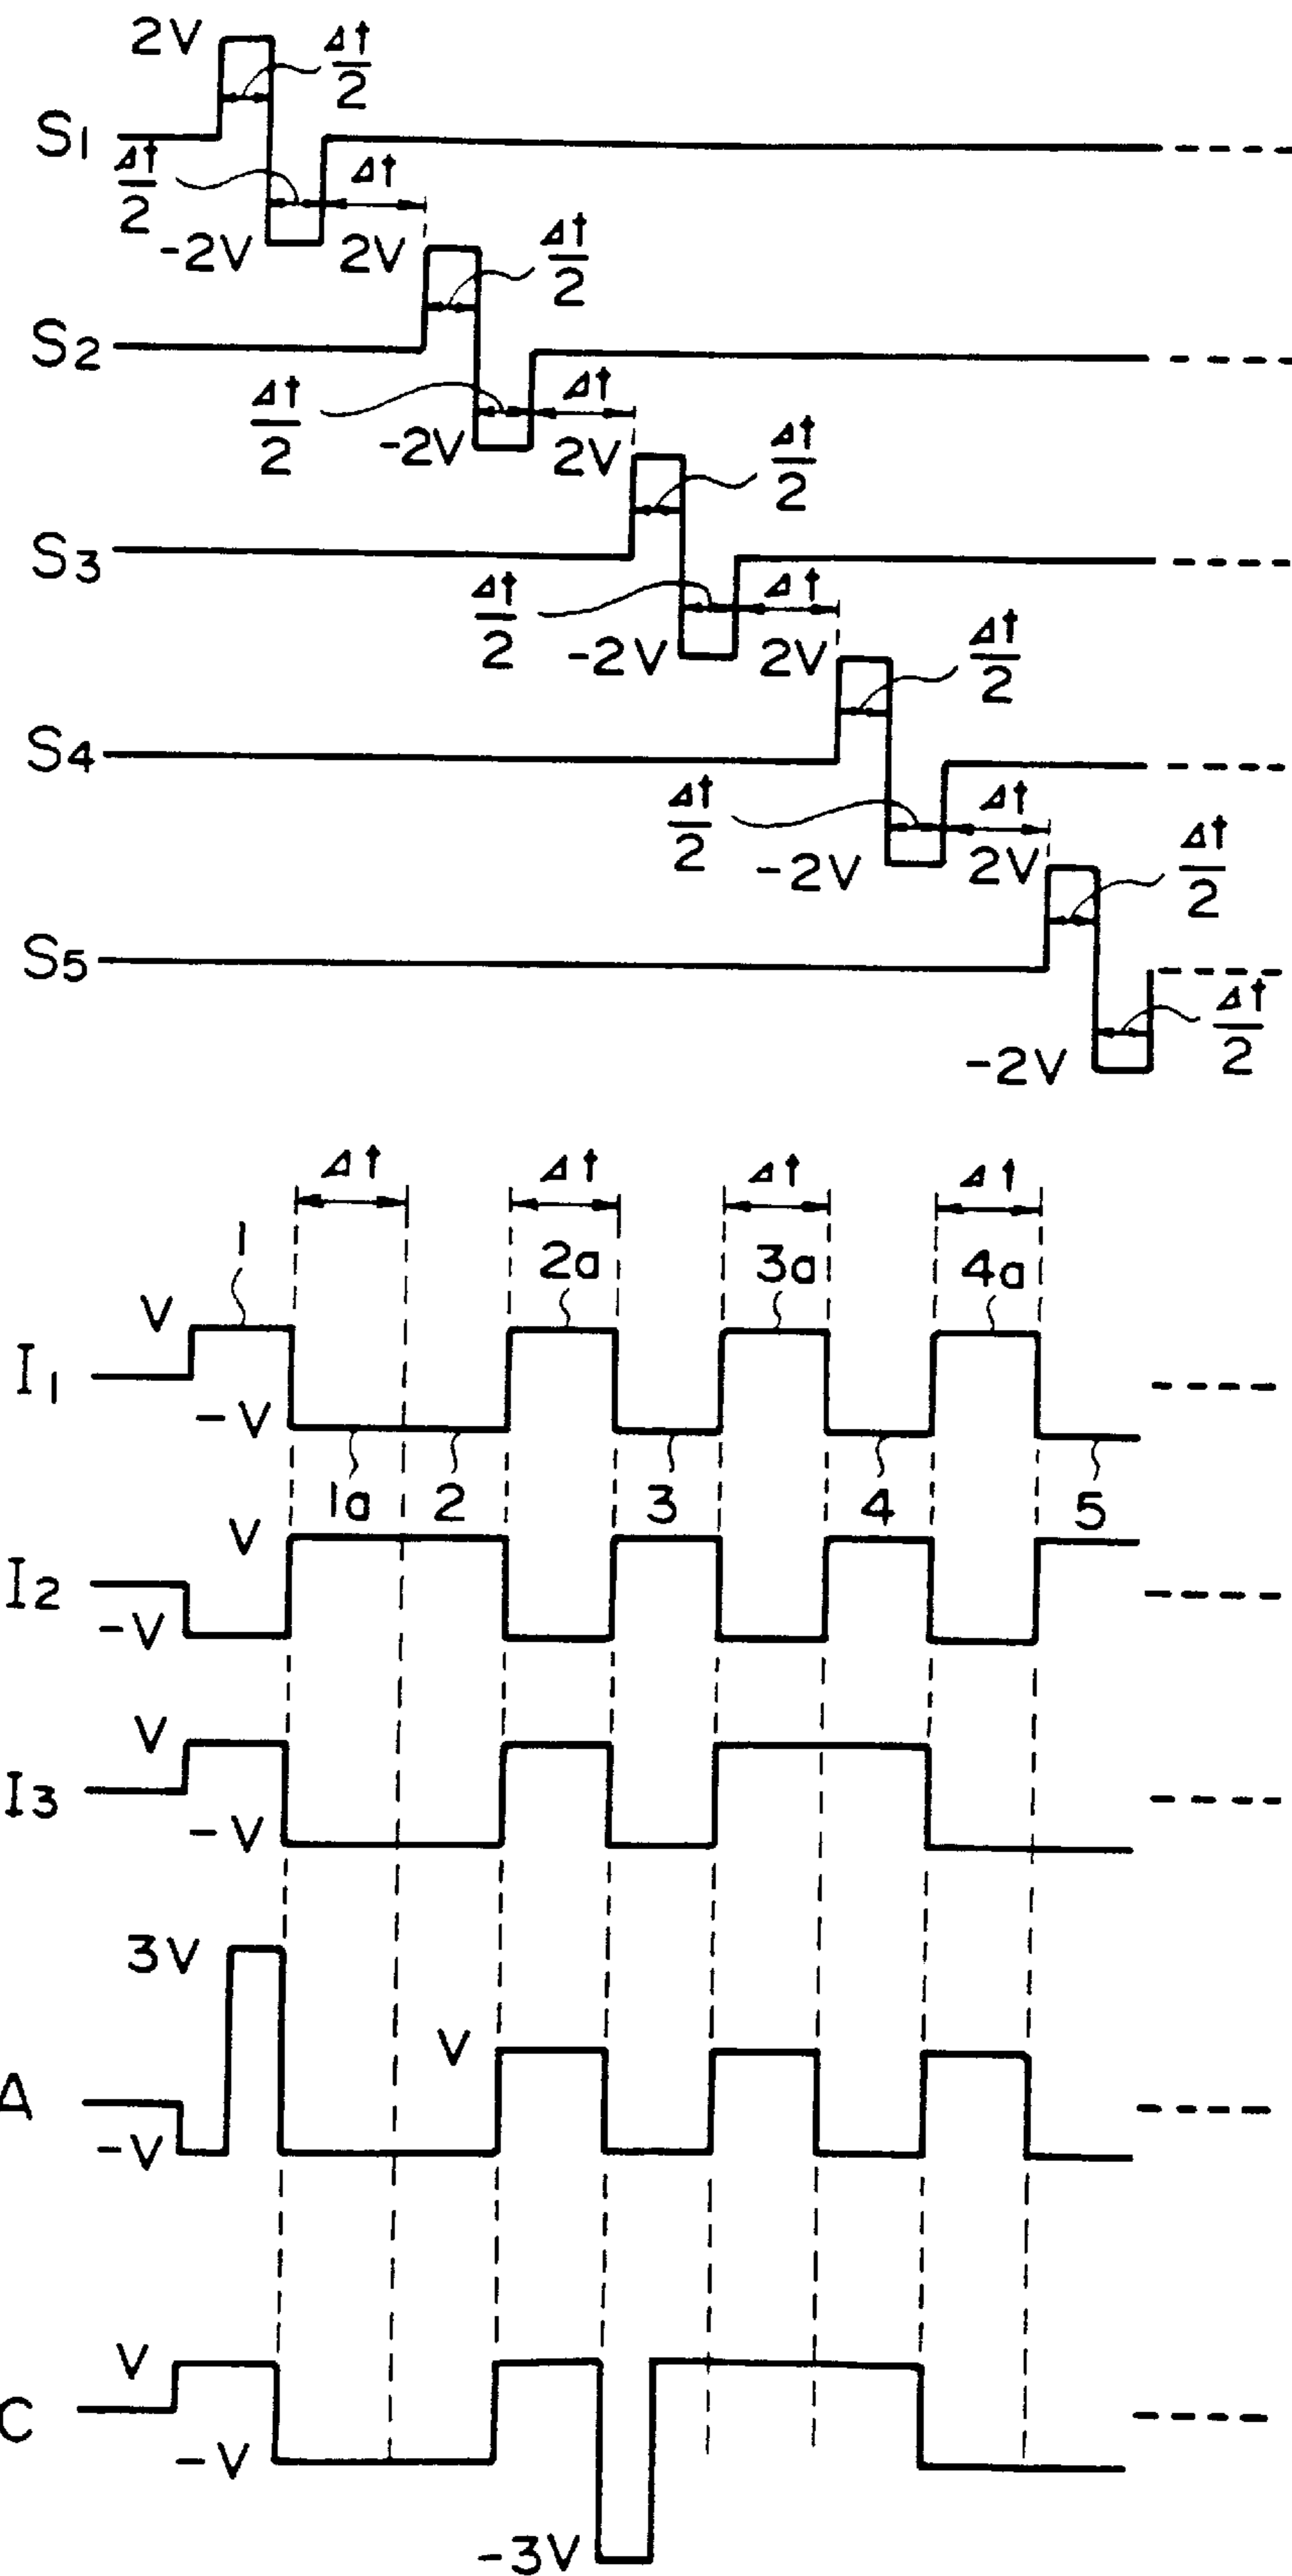 2V Δt/2
S1
Δt/2 Δt
-2V 2V Δt/2
S2
Δt/2 Δt
-2V 2V Δt/2
S3
Δt/2 Δt
-2V 2V Δt/2
S4
Δt/2 Δt
-2V 2V Δt/2
S5
Δt/2
-2V
Δt Δt Δt Δt
1 2a 3a 4a
V
I1
-V
1a 2 3 4 5
V
I2
-V
V
I3
-V
3V
V
A
-V
V
C
-V
-3V